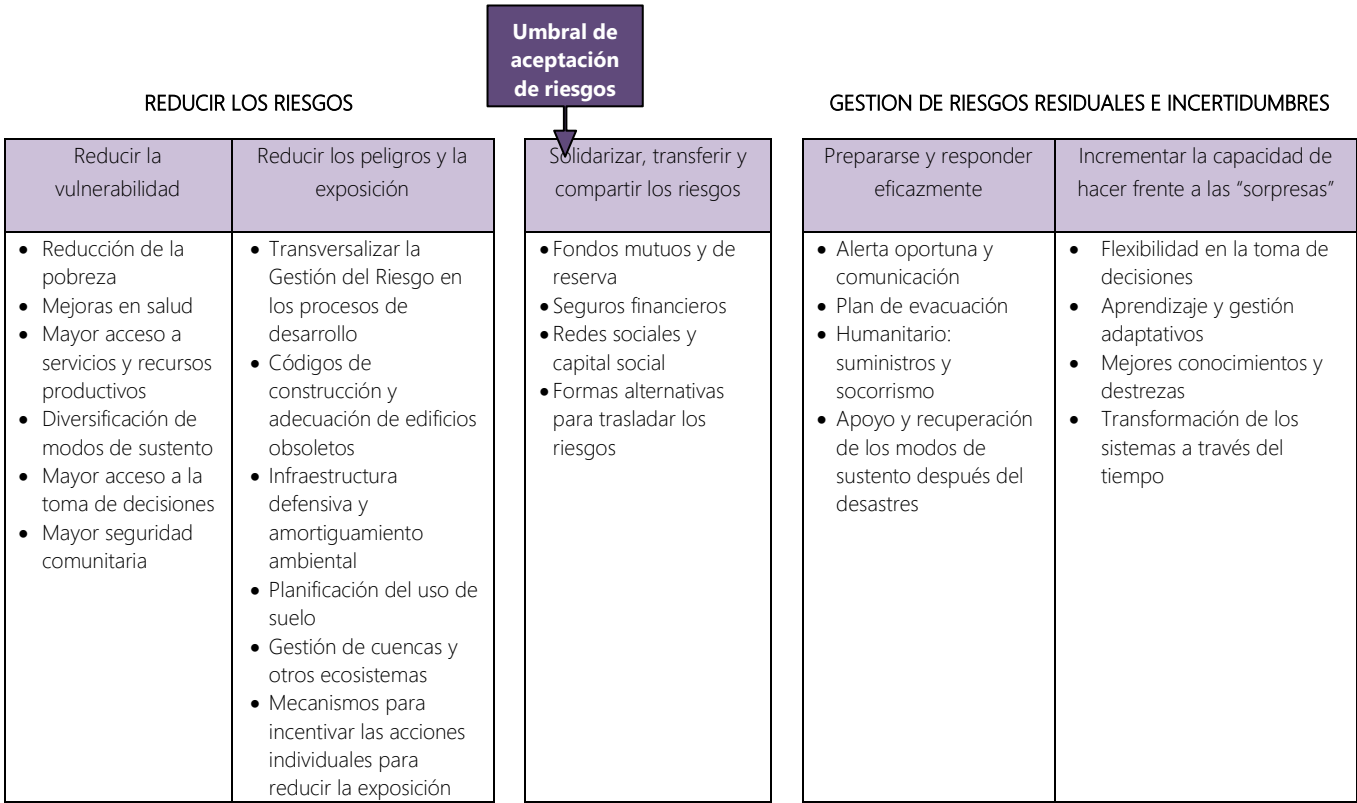 Umbral de
aceptación
de riesgos
REDUCIR LOS RIESGOS
GESTION DE RIESGOS RESIDUALES E INCERTIDUMBRES
Reducir la
vulnerabilidad
• Reducción de la
pobreza
• Mejoras en salud
• Mayor acceso a
servicios y recursos
productivos
• Diversificación de
modos de sustento
• Mayor acceso a la
toma de decisiones
• Mayor seguridad
comunitaria
Reducir los peligros y la
exposición
• Transversalizar la
Gestión del Riesgo en
los procesos de
desarrollo
• Códigos de
construcción y
adecuación de edificios
obsoletos
• Infraestructura
defensiva y
amortiguamiento
ambiental
• Planificación del uso de
suelo
• Gestión de cuencas y
otros ecosistemas
• Mecanismos para
incentivar las acciones
individuales para
reducir la exposición
Solidarizar, transferir y
compartir los riesgos
• Fondos mutuos y de
reserva
• Seguros financieros
• Redes sociales y
capital social
• Formas alternativas
para trasladar los
riesgos
Prepararse y responder
eficazmente
• Alerta oportuna y
comunicación
• Plan de evacuación
• Humanitario:
suministros y
socorrismo
• Apoyo y recuperación
de los modos de
sustento después del
desastres
Incrementar la capacidad de
hacer frente a las “sorpresas”
• Flexibilidad en la toma de
decisiones
• Aprendizaje y gestión
adaptativos
• Mejores conocimientos y
destrezas
• Transformación de los
sistemas a través del
tiempo